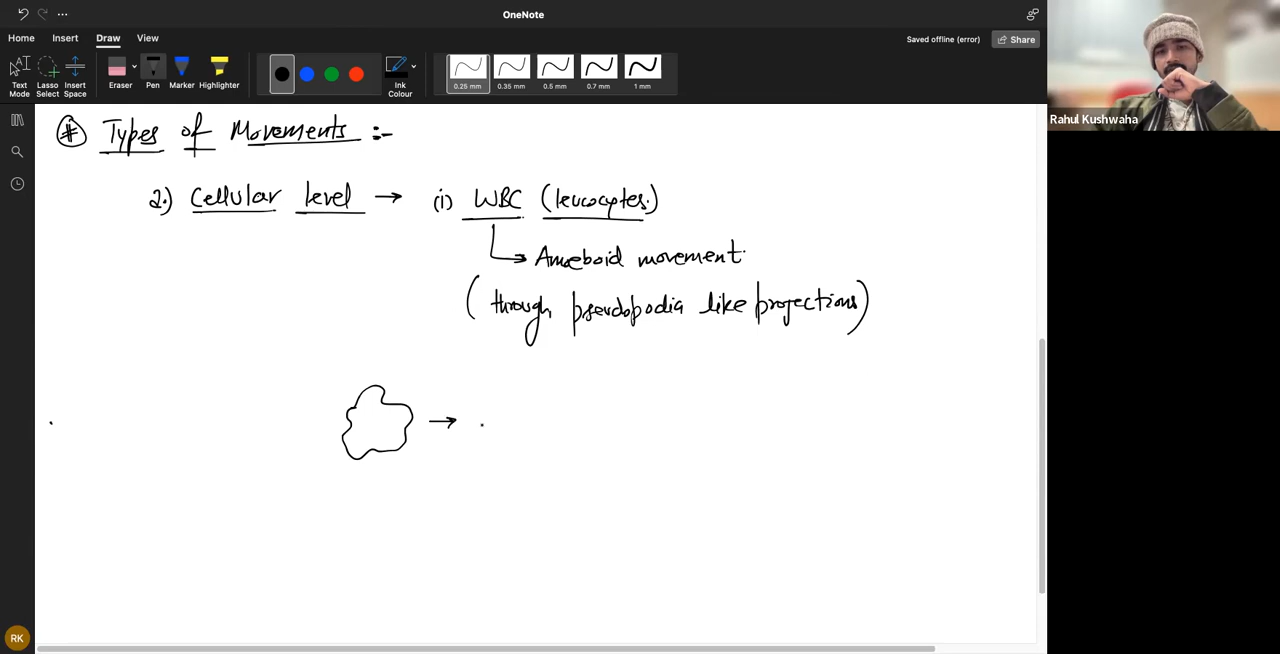 OneNote
Home Insert Draw View
Saved offline (error) Share
Text Mode
Lasso Select
Insert Space
Eraser
Pen
Marker
Highlighter
Ink Colour
0.25 mm 0.35 mm 0.5 mm 0.7 mm 1 mm
Rahul Kushwaha
# Types of Movements :-
2.) Cellular level → (i) WBC (leucocytes.)
Amoeboid movement
(through pseudopodia like projections)
RK